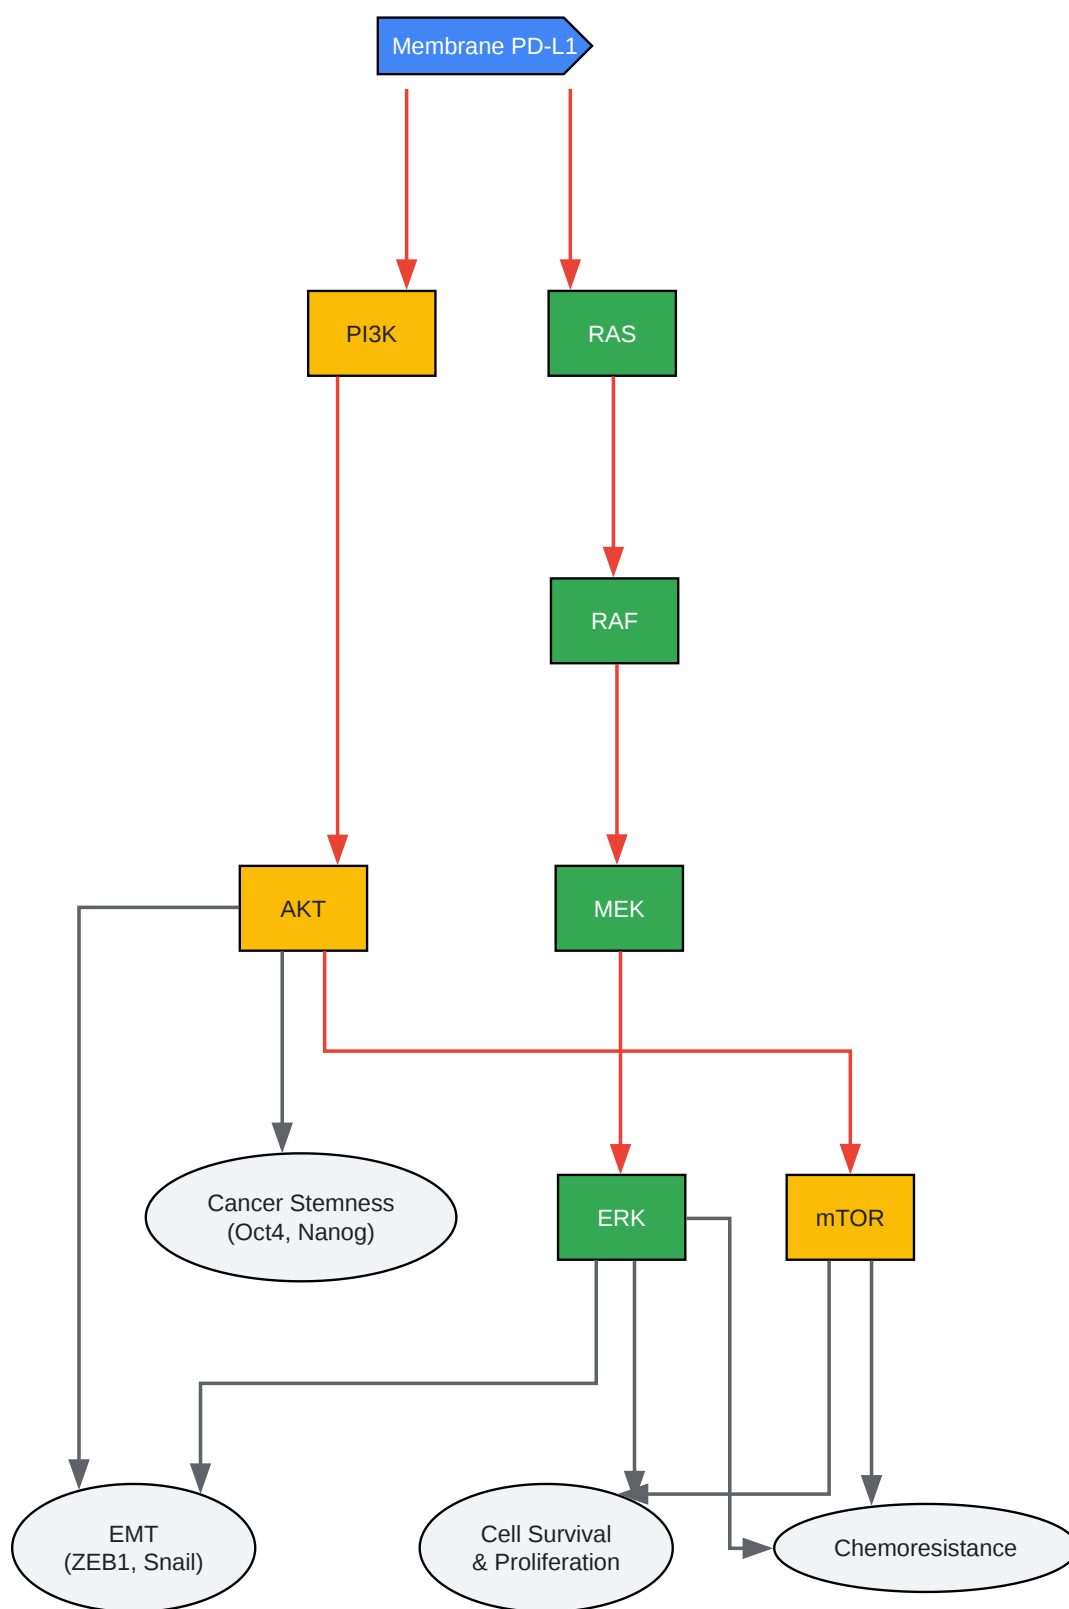 Membrane PD-L1
PI3K
RAS
RAF
AKT
MEK
Cancer Stemness
(Oct4, Nanog)
ERK
mTOR
EMT
(ZEB1, Snail)
Cell Survival
& Proliferation
Chemoresistance